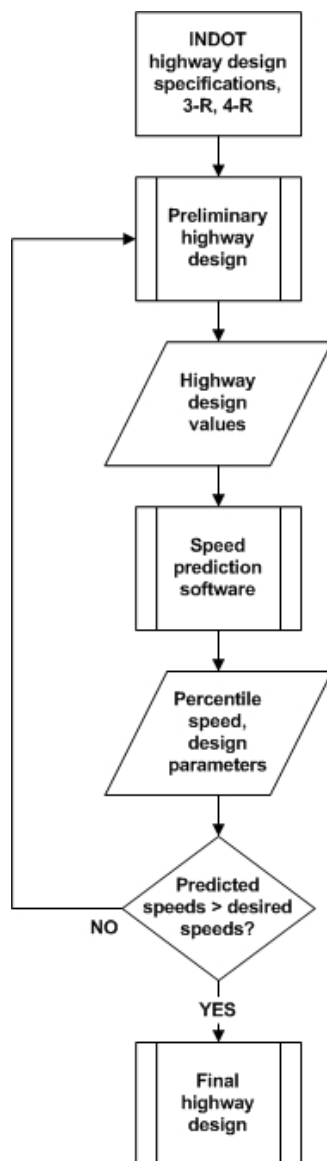 INDOT
highway design
specifications,
3-R, 4-R
Preliminary
highway
design
Highway
design
values
Speed
prediction
software
Percentile
speed,
design
parameters
Predicted
speeds > desired
speeds?
NO
YES
Final
highway
design